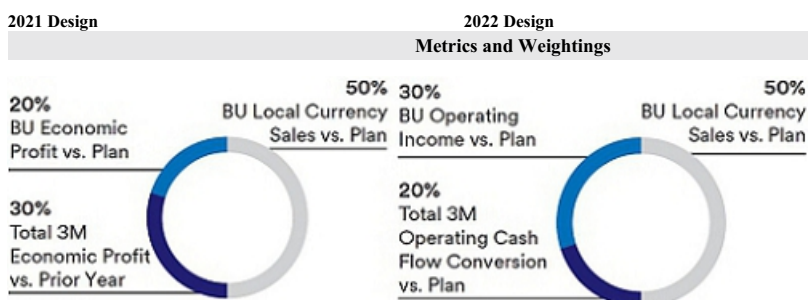 2021 Design
2022 Design
Metrics and Weightings
20%
BU Economic
Profit vs. Plan
30%
Total 3M
Economic Profit
vs. Prior Year
50%
BU Local Currency
Sales vs. Plan
30%
BU Operating
Income vs. Plan
20%
Total 3M
Operating Cash
Flow Conversion
vs. Plan
50%
BU Local Currency
Sales vs. Plan